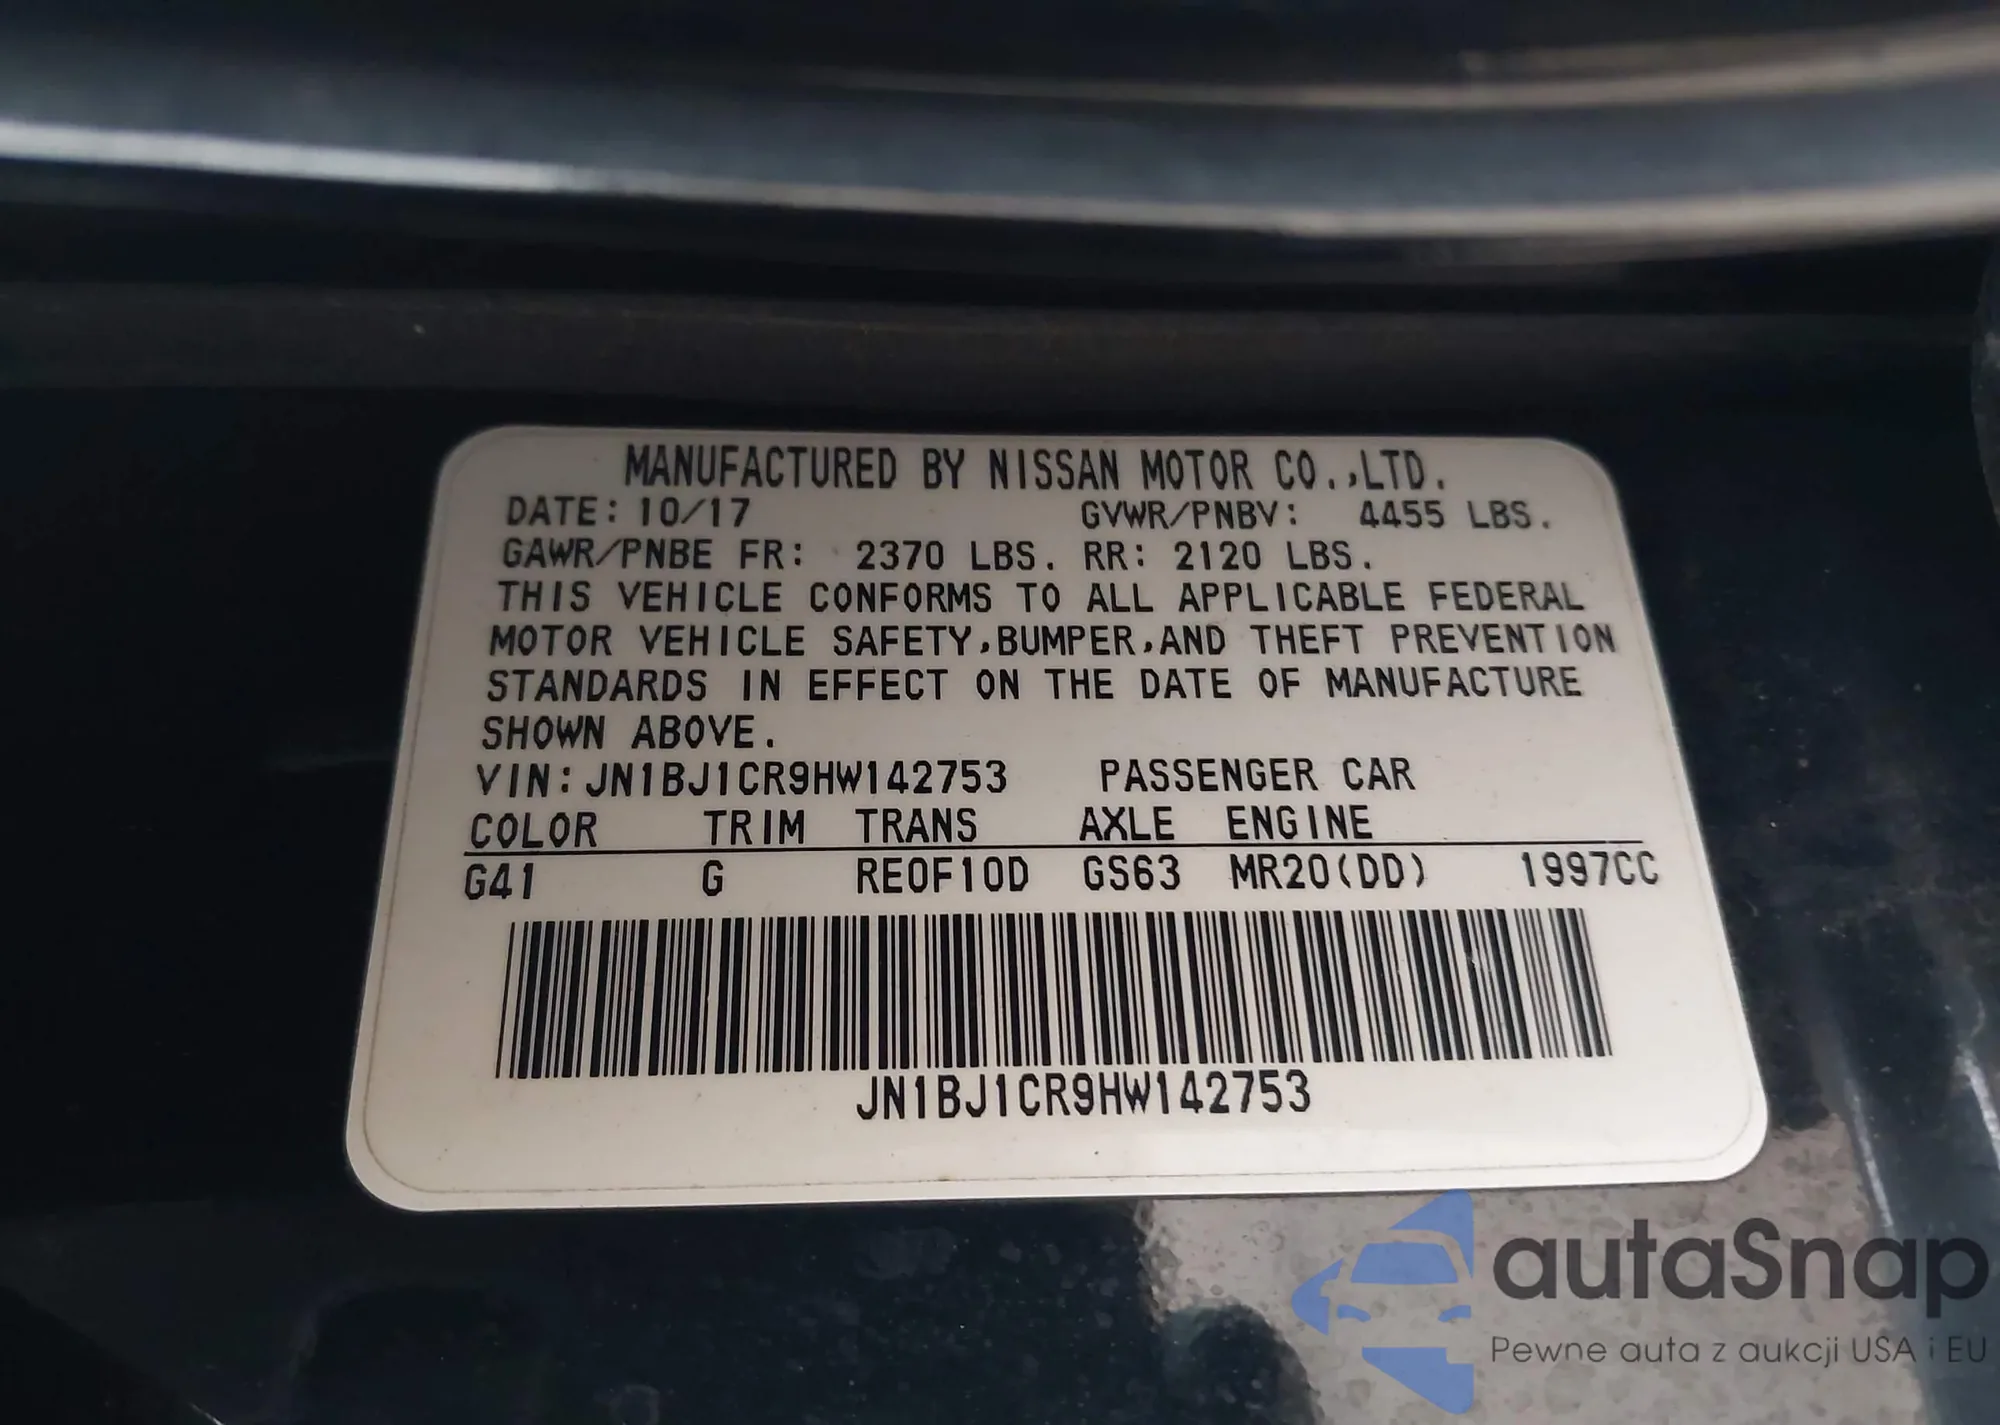 MANUFACTURED BY NISSAN MOTOR CO.,LTD.
DATE: 10/17 GVWR/PNBV: 4455 LBS.
GAWR/PNBE FR: 2370 LBS. RR: 2120 LBS.
THIS VEHICLE CONFORMS TO ALL APPLICABLE FEDERAL
MOTOR VEHICLE SAFETY,BUMPER,AND THEFT PREVENTION
STANDARDS IN EFFECT ON THE DATE OF MANUFACTURE
SHOWN ABOVE.
VIN:JN1BJ1CR9HW142753 PASSENGER CAR
COLOR TRIM TRANS AXLE ENGINE
G41 G RE0F10D GS63 MR20(DD) 1997CC
JN1BJ1CR9HW142753
autaSnap
Pewne auta z aukcji USA i EU